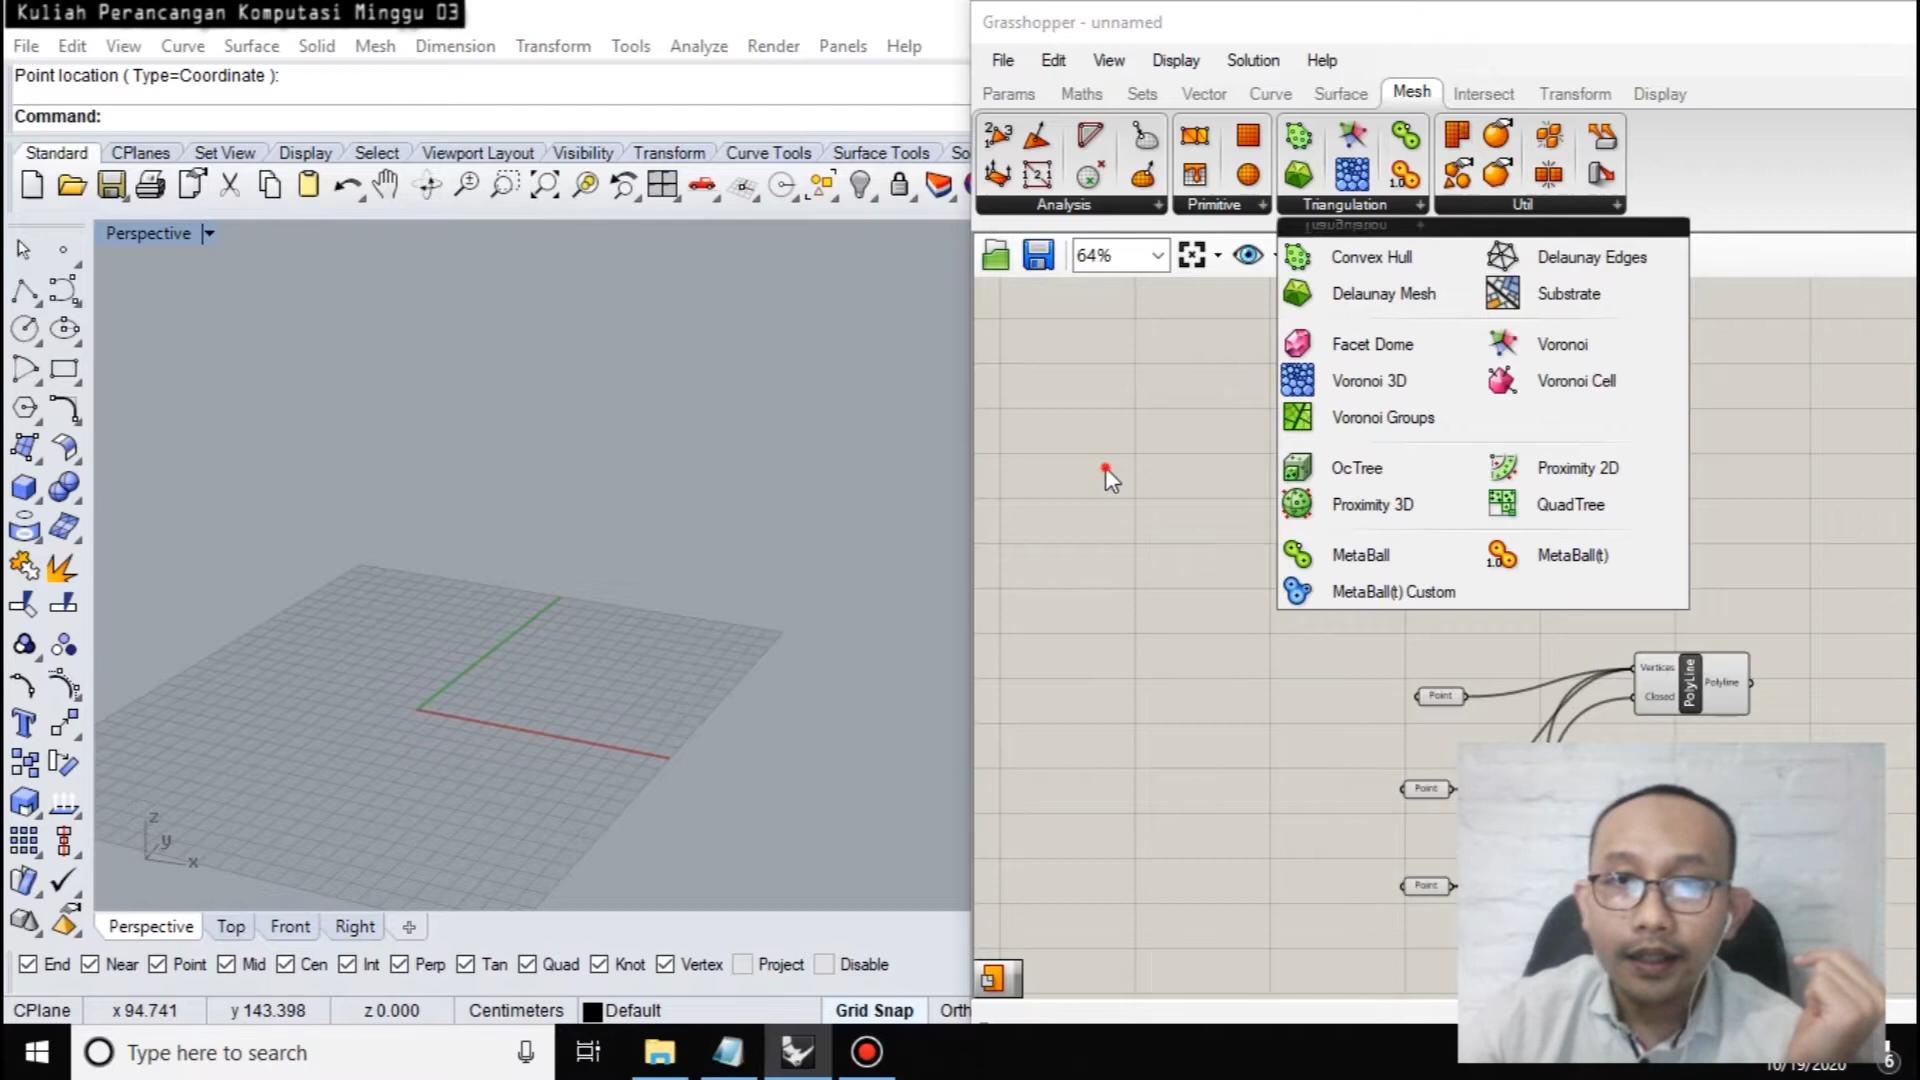 Kuliah Perancangan Komputasi Minggu 03
File Edit View Curve Surface Solid Mesh Dimension Transform Tools Analyze Render Panels Help
Point location ( Type=Coordinate ):
Command:
Standard CPlanes Set View Display Select Viewport Layout Visibility Transform Curve Tools Surface Tools So
Perspective
z
y
x
Perspective Top Front Right
End Near Point Mid Cen Int Perp Tan Quad Knot Vertex Project Disable
CPlane x 94.741 y 143.398 z 0.000 Centimeters Default Grid Snap Orth
Type here to search
Grasshopper - unnamed
File Edit View Display Solution Help
Params Maths Sets Vector Curve Surface Mesh Intersect Transform Display
Analysis Primitive Triangulation Util
64%
Triangulation
Convex Hull Delaunay Edges
Delaunay Mesh Substrate
Facet Dome Voronoi
Voronoi 3D Voronoi Cell
Voronoi Groups
OcTree Proximity 2D
Proximity 3D QuadTree
MetaBall MetaBall(t)
MetaBall(t) Custom
Point
Vertices
Closed
PolyLine
Polyline
Point
Point
10/19/2020
6